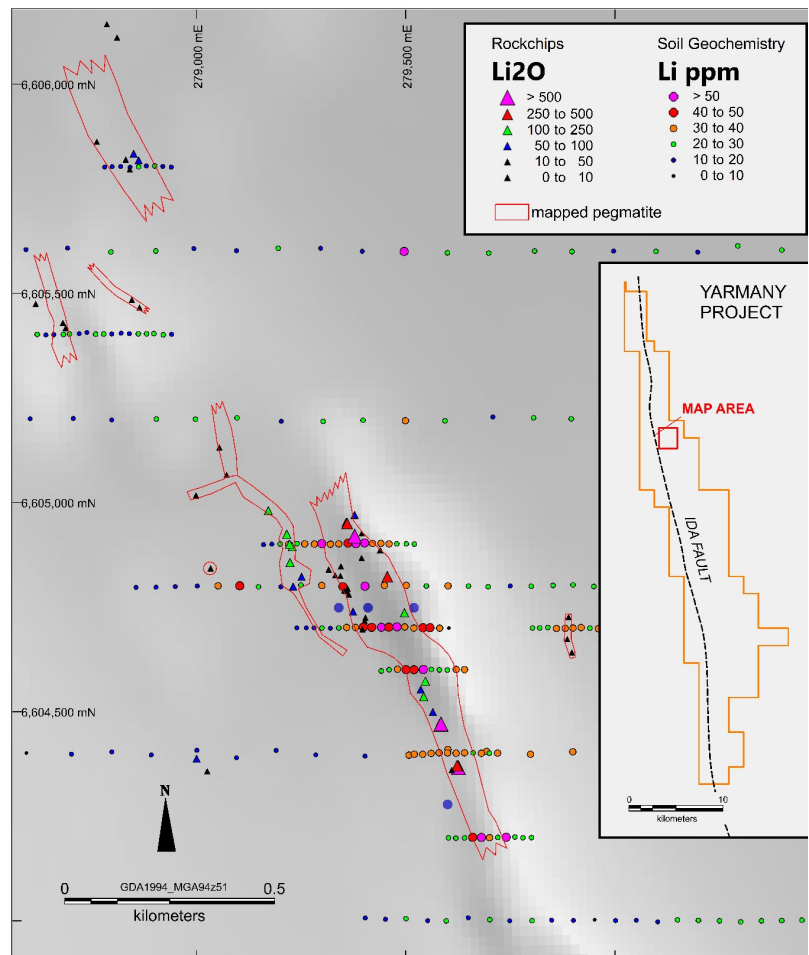 279,000 mE
279,500 mE
6,606,000 mN
6,605,500 mN
6,605,000 mN
6,604,500 mN
Rockchips
Li2O
> 500
250 to 500
100 to 250
50 to 100
10 to 50
0 to 10
Soil Geochemistry
Li ppm
> 50
40 to 50
30 to 40
20 to 30
10 to 20
0 to 10
mapped pegmatite
YARMANY
PROJECT
MAP AREA
IDA FAULT
0 10
kilometers
N
0 GDA1994_MGA94z51 0.5
kilometers